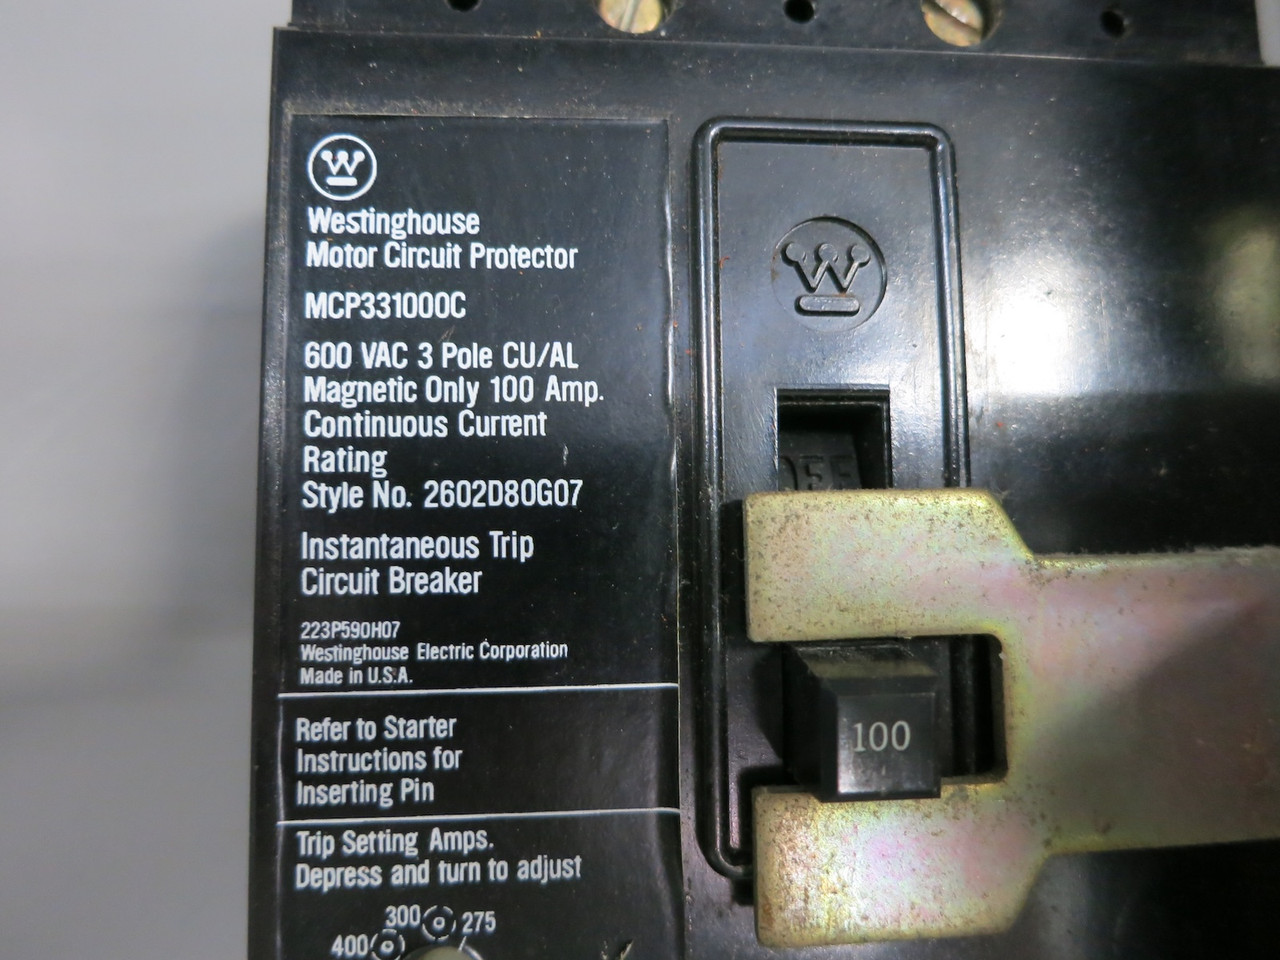 W
Westinghouse
Motor Circuit Protector
MCP331000C
600 VAC 3 Pole CU/AL
Magnetic Only 100 Amp.
Continuous Current
Rating
Style No. 2602D80G07
Instantaneous Trip
Circuit Breaker
223P590H07
Westinghouse Electric Corporation
Made in U.S.A.
Refer to Starter
Instructions for
Inserting Pin
Trip Setting Amps.
Depress and turn to adjust
300 275
400
W
OFF
100